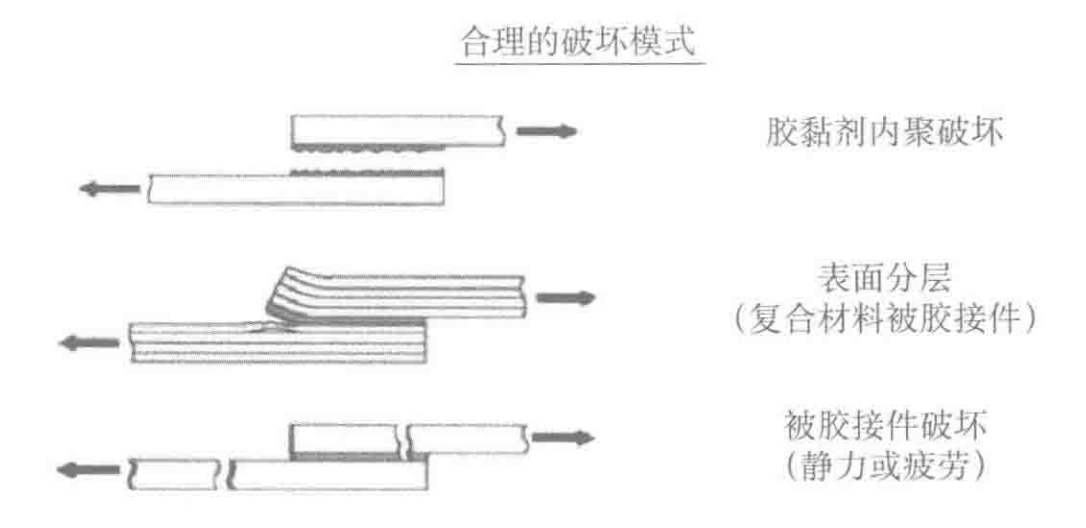 合理的破坏模式
胶黏剂内聚破坏
表面分层
（复合材料被胶接件）
被胶接件破坏
（静力或疲劳）